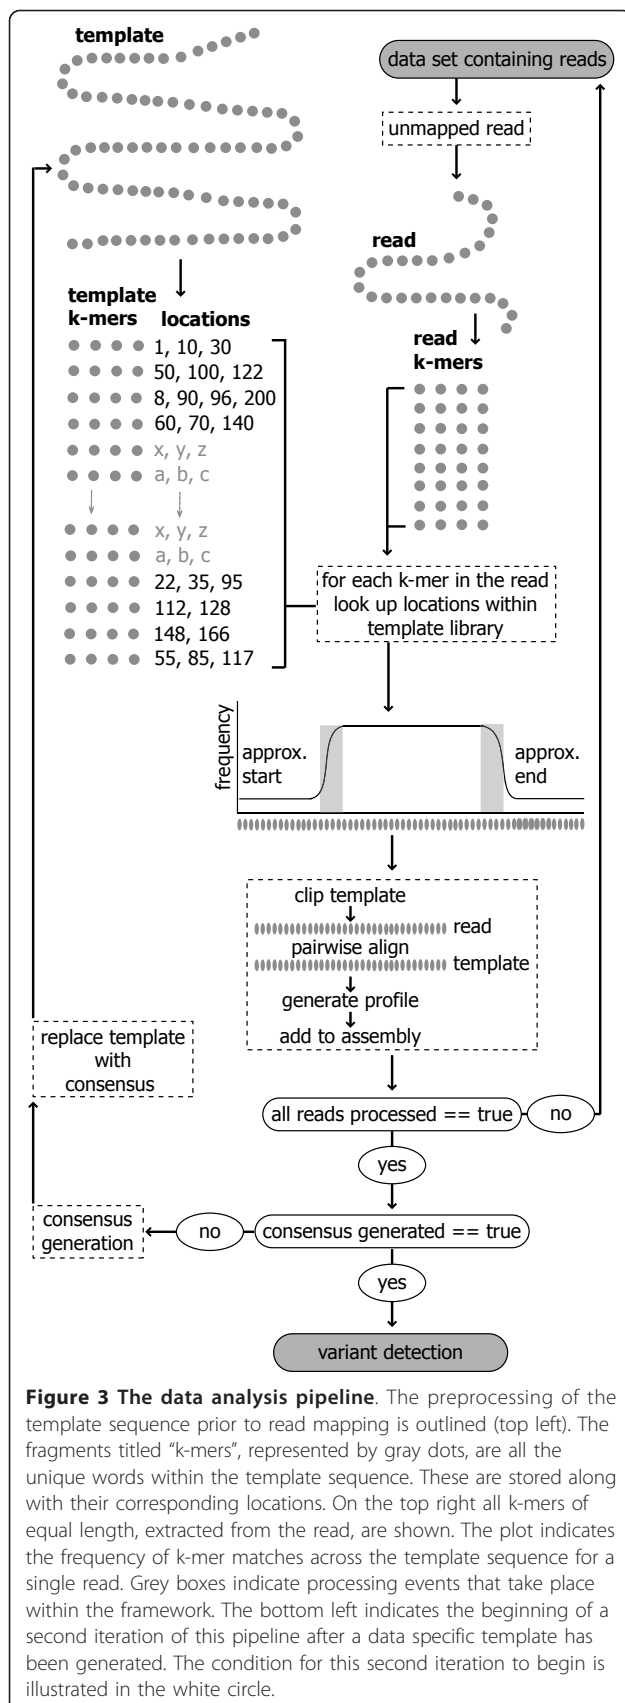 template
data set containing reads
unmapped read
read
template
k-mers
locations
1, 10, 30
50, 100, 122
8, 90, 96, 200
60, 70, 140
x, y, z
a, b, c
x, y, z
a, b, c
22, 35, 95
112, 128
148, 166
55, 85, 117
read
k-mers
for each k-mer in the read
look up locations within
template library
frequency
approx.
start
approx.
end
clip template
read
pairwise align
template
generate profile
add to assembly
all reads processed == true
no
yes
consensus generated == true
no
consensus
generation
replace template
with
consensus
yes
variant detection
Figure 3 The data analysis pipeline. The preprocessing of the
template sequence prior to read mapping is outlined (top left). The
fragments titled “k-mers”, represented by gray dots, are all the
unique words within the template sequence. These are stored along
with their corresponding locations. On the top right all k-mers of
equal length, extracted from the read, are shown. The plot indicates
the frequency of k-mer matches across the template sequence for a
single read. Grey boxes indicate processing events that take place
within the framework. The bottom left indicates the beginning of a
second iteration of this pipeline after a data specific template has
been generated. The condition for this second iteration to begin is
illustrated in the white circle.